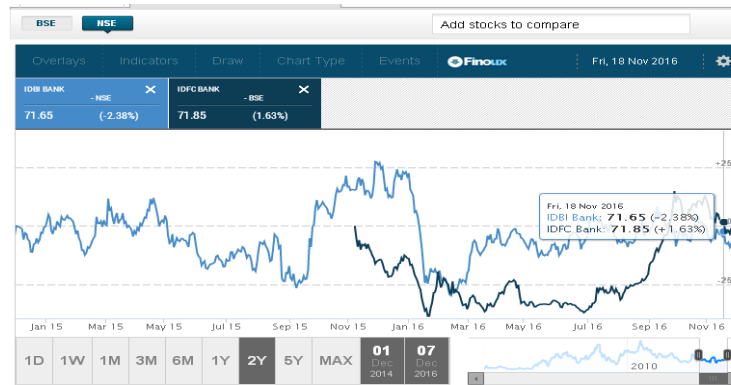 BSE NSE Add stocks to compare
Overlays Indicators Draw Chart Type Events Finoux Fri, 18 Nov 2016
IDBI BANK
- NSE
71.65 (-2.38%)
IDFC BANK
- BSE
71.85 (1.63%)
+25
Fri, 18 Nov 2016
IDBI Bank: 71.65 (-2.38%)
IDFC Bank: 71.85 (+1.63%)
-25
Jan 15 Mar 15 May 15 Jul 15 Sep 15 Nov 15 Jan 16 Mar 16 May 16 Jul 16 Sep 16 Nov 16
1D 1W 1M 3M 6M 1Y 2Y 5Y MAX
01 Dec 2014
07 Dec 2016
2010